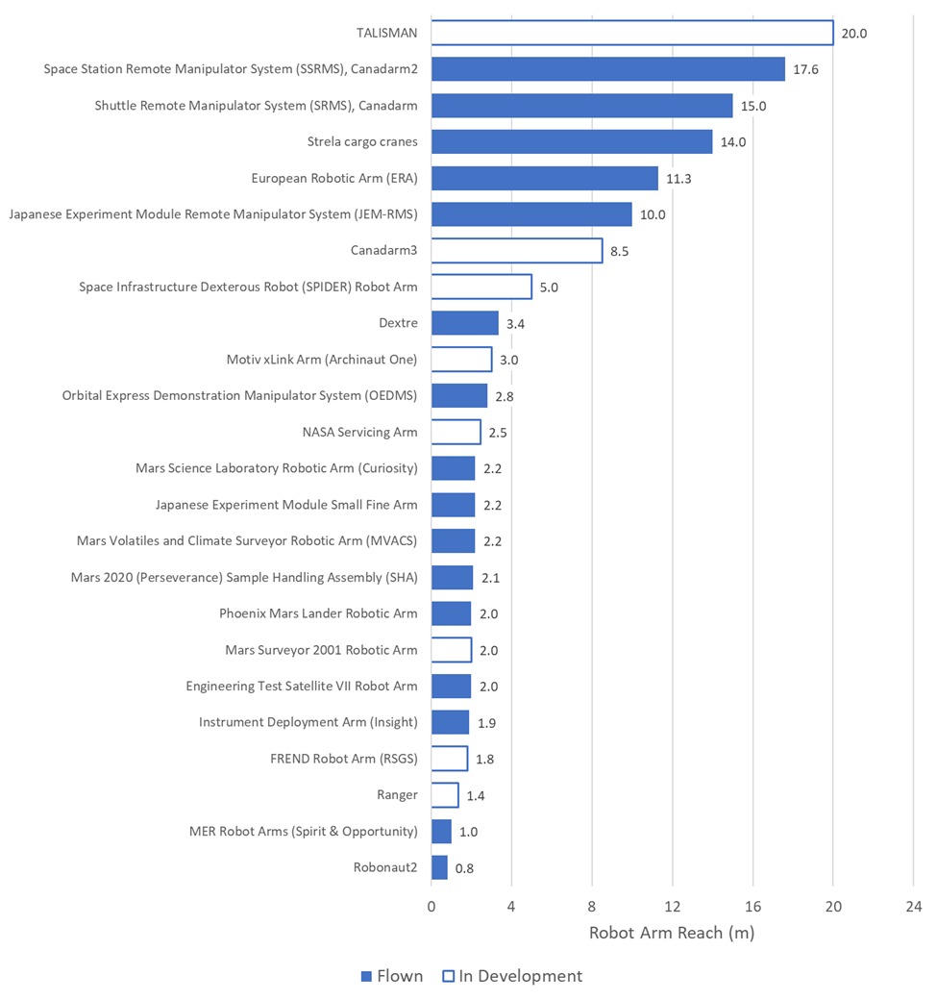 TALISMAN 20.0
Space Station Remote Manipulator System (SSRMS), Canadarm2 17.6
Shuttle Remote Manipulator System (SRMS), Canadarm 15.0
Strela cargo cranes 14.0
European Robotic Arm (ERA) 11.3
Japanese Experiment Module Remote Manipulator System (JEM-RMS) 10.0
Canadarm3 8.5
Space Infrastructure Dexterous Robot (SPIDER) Robot Arm 5.0
Dextre 3.4
Motiv xLink Arm (Archinaut One) 3.0
Orbital Express Demonstration Manipulator System (OEDMS) 2.8
NASA Servicing Arm 2.5
Mars Science Laboratory Robotic Arm (Curiosity) 2.2
Japanese Experiment Module Small Fine Arm 2.2
Mars Volatiles and Climate Surveyor Robotic Arm (MVACS) 2.2
Mars 2020 (Perseverance) Sample Handling Assembly (SHA) 2.1
Phoenix Mars Lander Robotic Arm 2.0
Mars Surveyor 2001 Robotic Arm 2.0
Engineering Test Satellite VII Robot Arm 2.0
Instrument Deployment Arm (Insight) 1.9
FREND Robot Arm (RSGS) 1.8
Ranger 1.4
MER Robot Arms (Spirit & Opportunity) 1.0
Robonaut2 0.8
0 4 8 12 16 20 24
Robot Arm Reach (m)
Flown In Development